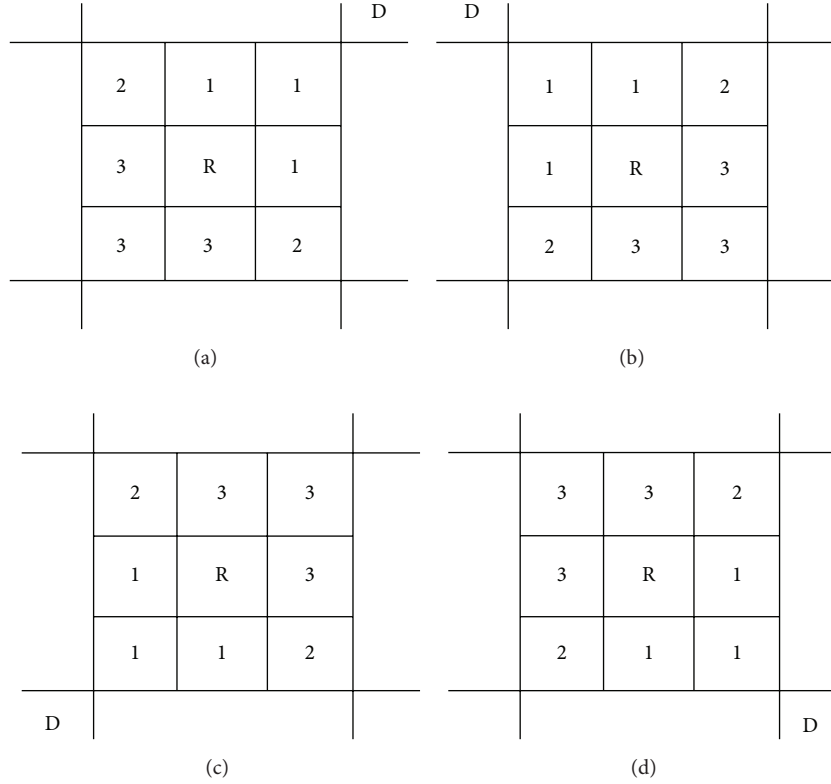 D D
2 1 1 1 1 2
3 R 1 1 R 3
3 3 2 2 3 3
(a) (b)
2 3 3 3 3 2
1 R 3 3 R 1
1 1 2 2 1 1
D D
(c) (d)